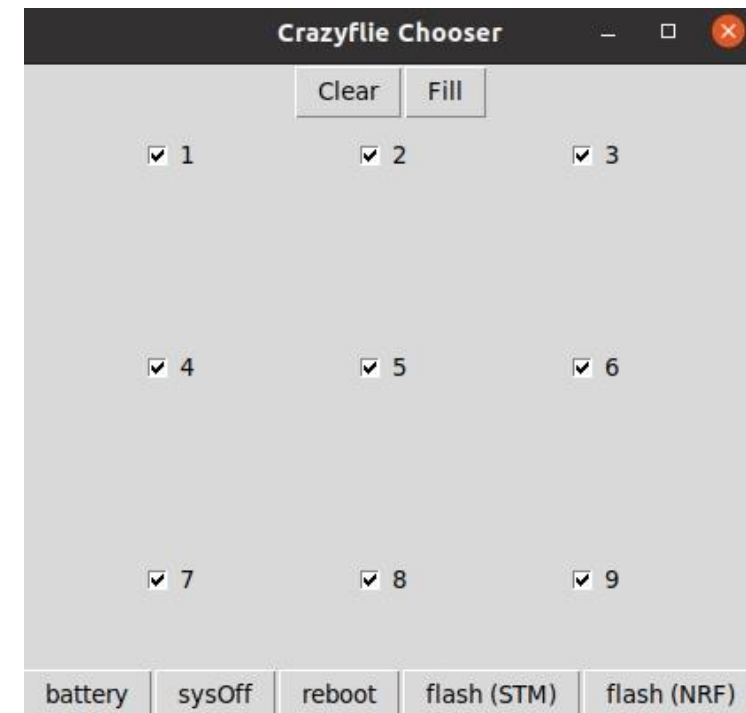 Crazyflie Chooser
Clear Fill
1 2 3
4 5 6
7 8 9
battery sysOff reboot flash (STM) flash (NRF)